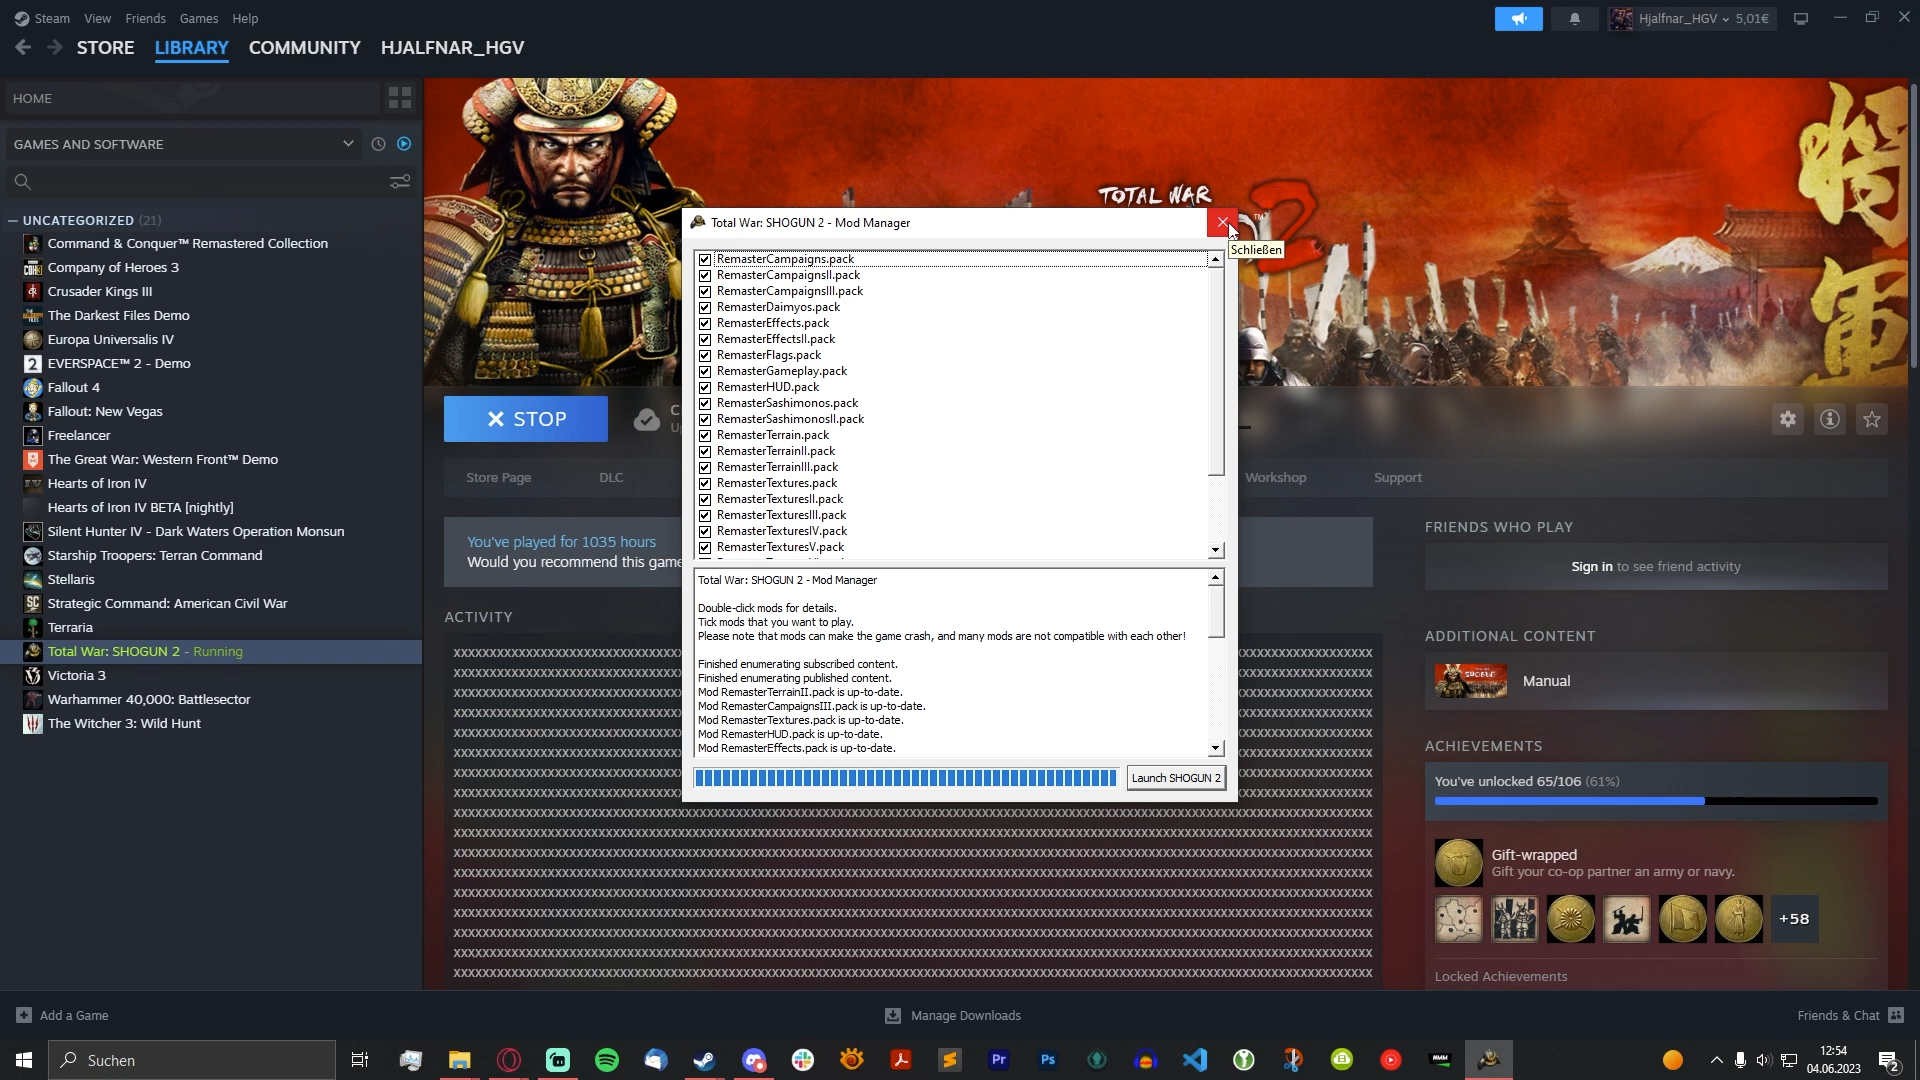 Steam View Friends Games Help
Hjalfnar_HGV 5,01€
STORE LIBRARY COMMUNITY HJALFNAR_HGV
HOME
GAMES AND SOFTWARE
UNCATEGORIZED (21)
Command & Conquer™ Remastered Collection
Company of Heroes 3
Crusader Kings III
The Darkest Files Demo
Europa Universalis IV
EVERSPACE™ 2 - Demo
Fallout 4
Fallout: New Vegas
Freelancer
The Great War: Western Front™ Demo
Hearts of Iron IV
Hearts of Iron IV BETA [nightly]
Silent Hunter IV - Dark Waters Operation Monsun
Starship Troopers: Terran Command
Stellaris
Strategic Command: American Civil War
Terraria
Total War: SHOGUN 2 - Running
Victoria 3
Warhammer 40,000: Battlesector
The Witcher 3: Wild Hunt
TOTAL WAR
2
将軍
Total War: SHOGUN 2 - Mod Manager
Schließen
RemasterCampaigns.pack
RemasterCampaignsII.pack
RemasterCampaignsIII.pack
RemasterDaimyos.pack
RemasterEffects.pack
RemasterEffectsII.pack
RemasterFlags.pack
RemasterGameplay.pack
RemasterHUD.pack
RemasterSashimonos.pack
RemasterSashimonosII.pack
RemasterTerrain.pack
RemasterTerrainII.pack
RemasterTerrainIII.pack
RemasterTextures.pack
RemasterTexturesII.pack
RemasterTexturesIII.pack
RemasterTexturesIV.pack
RemasterTexturesV.pack
Total War: SHOGUN 2 - Mod Manager
Double-click mods for details.
Tick mods that you want to play.
Please note that mods can make the game crash, and many mods are not compatible with each other!
Finished enumerating subscribed content.
Finished enumerating published content.
Mod RemasterTerrainII.pack is up-to-date.
Mod RemasterCampaignsIII.pack is up-to-date.
Mod RemasterTextures.pack is up-to-date.
Mod RemasterHUD.pack is up-to-date.
Mod RemasterEffects.pack is up-to-date.
Launch SHOGUN 2
STOP
Store Page DLC Workshop Support
You've played for 1035 hours
Would you recommend this game
ACTIVITY
FRIENDS WHO PLAY
Sign in to see friend activity
ADDITIONAL CONTENT
Manual
ACHIEVEMENTS
You've unlocked 65/106 (61%)
Gift-wrapped
Gift your co-op partner an army or navy.
+58
Locked Achievements
Add a Game
Manage Downloads
Friends & Chat
Suchen
Pr
Ps
12:54
04.06.2023
2